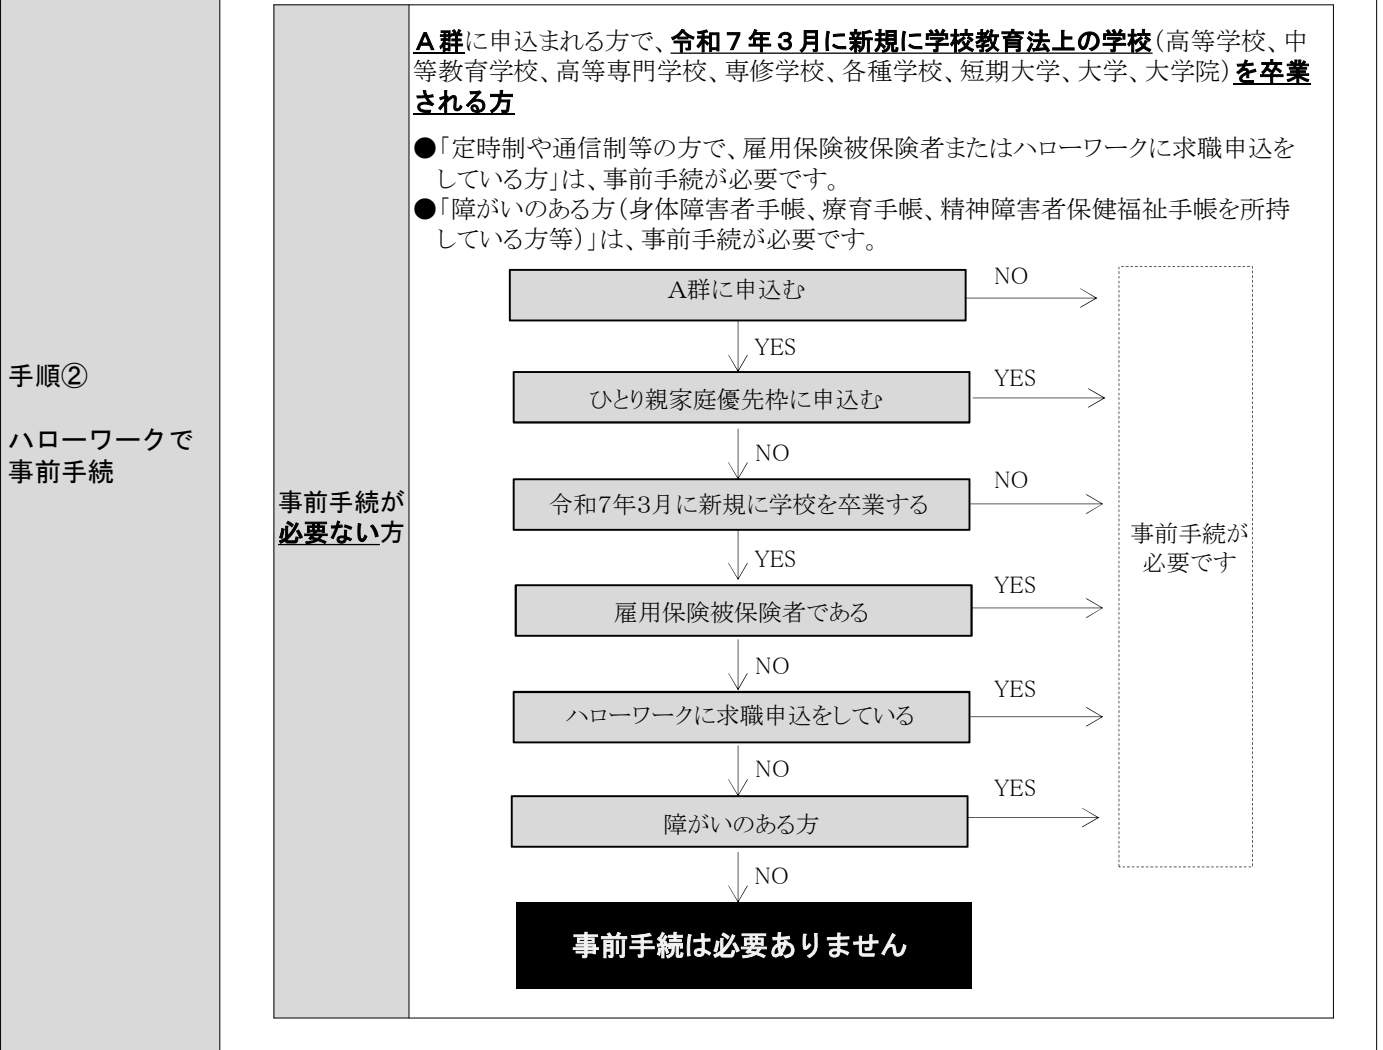 手順②
ハローワークで
事前手続
事前手続が
必要ない方
A群に申込まれる方で、令和７年３月に新規に学校教育法上の学校(高等学校、中
等教育学校、高等専門学校、専修学校、各種学校、短期大学、大学、大学院)を卒業
される方
●「定時制や通信制等の方で、雇用保険被保険者またはハローワークに求職申込を
している方」は、事前手続が必要です。
●「障がいのある方(身体障害者手帳、療育手帳、精神障害者保健福祉手帳を所持
している方等)」は、事前手続が必要です。
A群に申込む
NO
YES
ひとり親家庭優先枠に申込む
YES
NO
令和7年3月に新規に学校を卒業する
NO
YES
雇用保険被保険者である
YES
NO
ハローワークに求職申込をしている
YES
NO
障がいのある方
YES
NO
事前手続が
必要です
事前手続は必要ありません